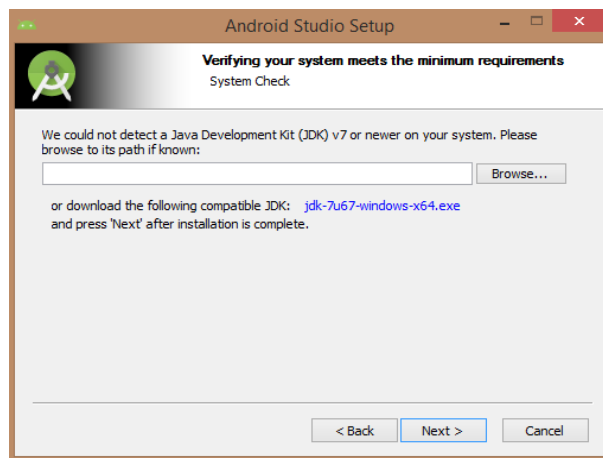 Android Studio Setup
Verifying your system meets the minimum requirements
System Check
We could not detect a Java Development Kit (JDK) v7 or newer on your system. Please
browse to its path if known:
Browse...
or download the following compatible JDK: jdk-7u67-windows-x64.exe
and press 'Next' after installation is complete.
< Back Next > Cancel